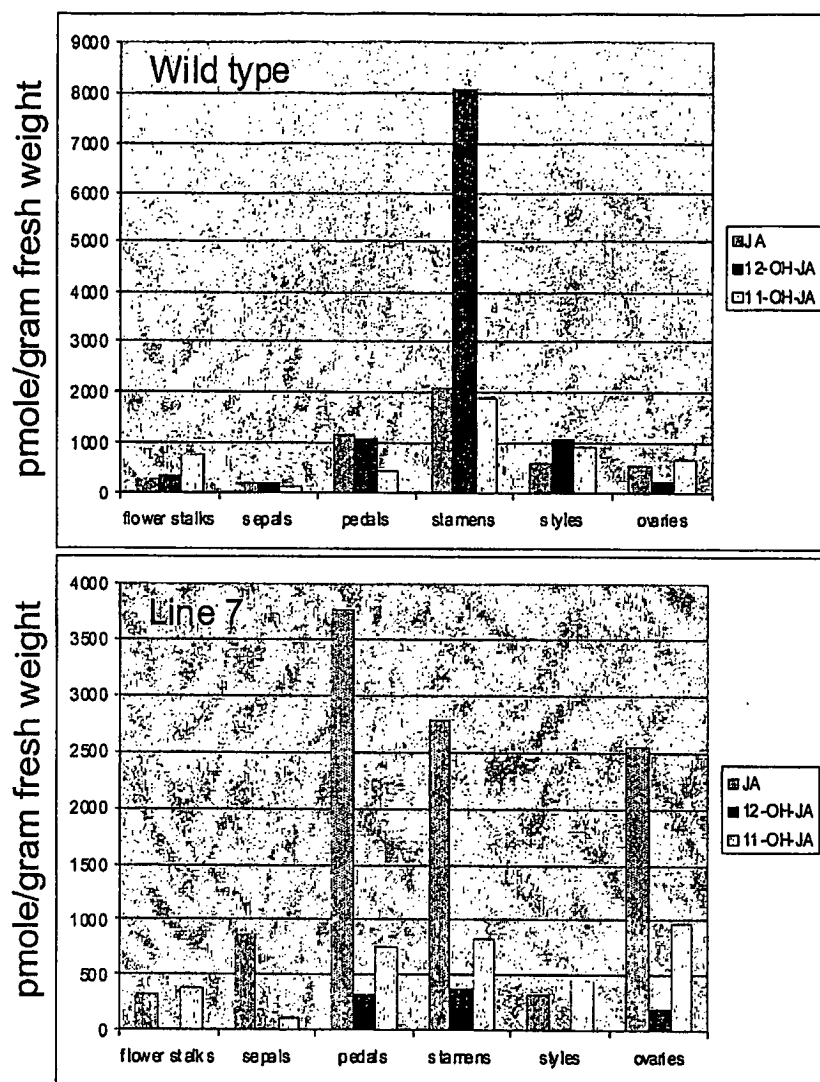 Wild type
pmole/gram fresh weight
9000
8000
7000
6000
5000
4000
3000
2000
1000
0
flower stalks sepals pedals stamens styles ovaries
JA
12-OH-JA
11-OH-JA
Line 7
pmole/gram fresh weight
4000
3500
3000
2500
2000
1500
1000
500
0
flower stalks sepals pedals stamens styles ovaries
JA
12-OH-JA
11-OH-JA